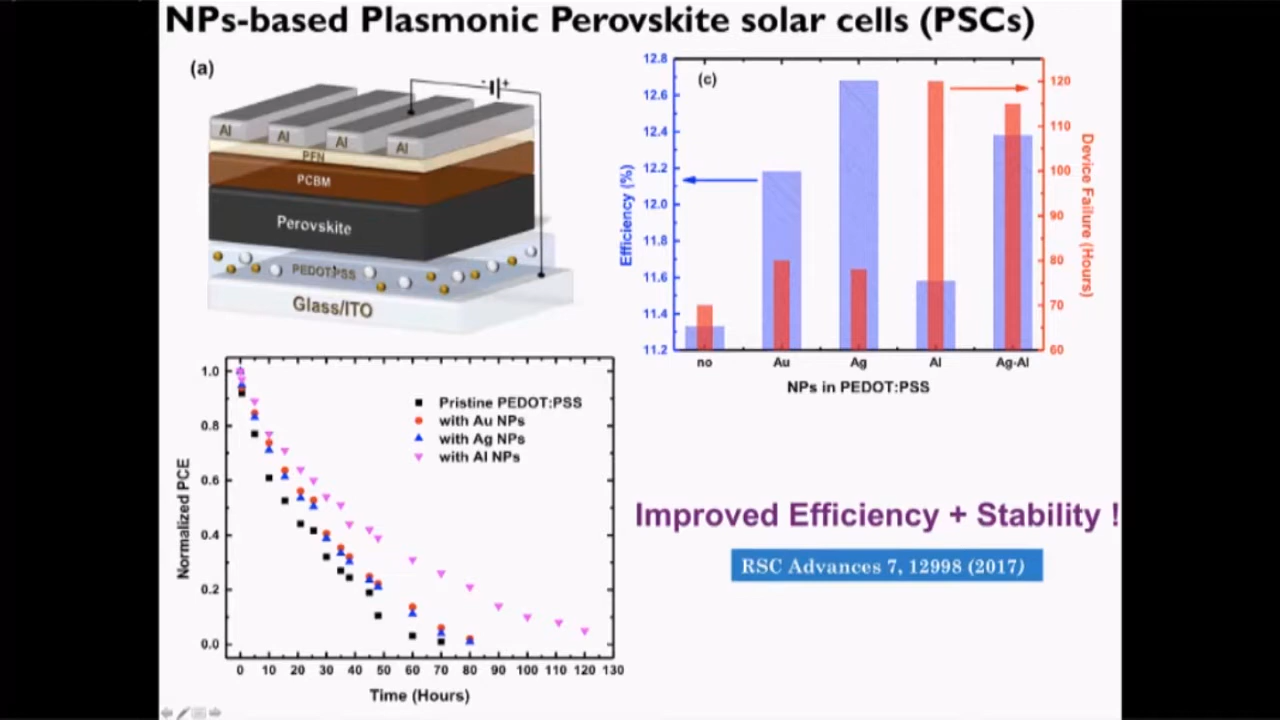 NPs-based Plasmonic Perovskite solar cells (PSCs)
(a)
- +
Al
Al
Al
Al
PFN
PCBM
Perovskite
PEDOT:PSS
Glass/ITO
(c)
12.8
12.6
12.4
12.2
12.0
11.8
11.6
11.4
11.2
Efficiency (%)
120
110
100
90
80
70
60
Device Failure (Hours)
no Au Ag Al Ag-Al
NPs in PEDOT:PSS
1.0
0.8
0.6
0.4
0.2
0.0
Normalized PCE
Pristine PEDOT:PSS
with Au NPs
with Ag NPs
with Al NPs
0 10 20 30 40 50 60 70 80 90 100 110 120 130
Time (Hours)
Improved Efficiency + Stability !
RSC Advances 7, 12998 (2017)